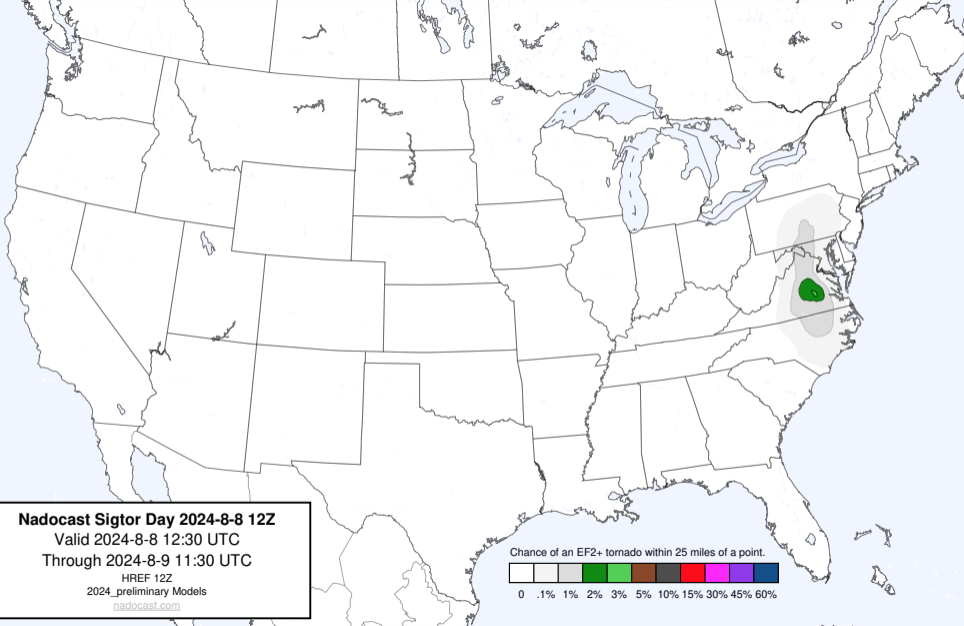 Nadocast Sigtor Day 2024-8-8 12Z
Valid 2024-8-8 12:30 UTC
Through 2024-8-9 11:30 UTC
HREF 12Z
2024_preliminary Models
nadocast.com
Chance of an EF2+ tornado within 25 miles of a point.
0 .1% 1% 2% 3% 5% 10% 15% 30% 45% 60%